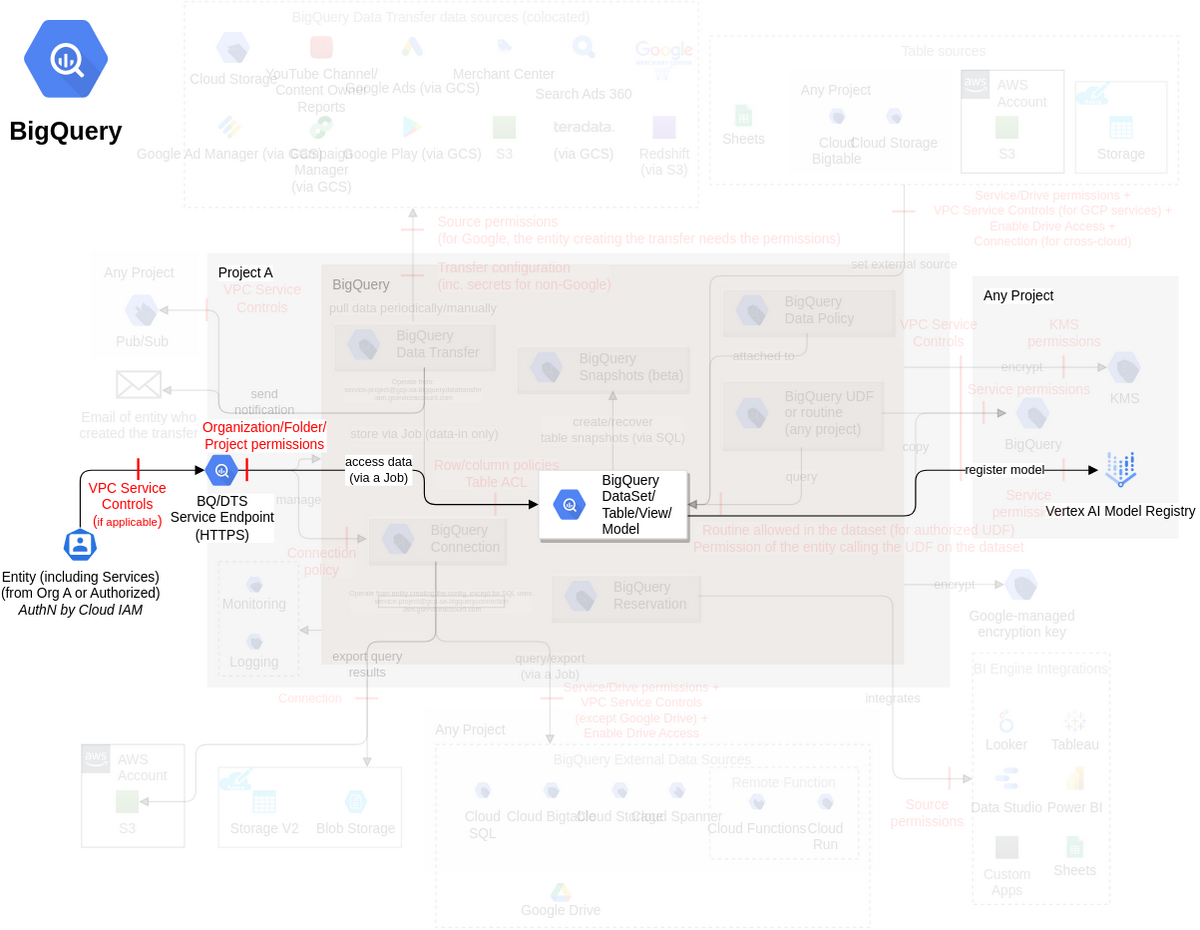 BigQuery
BigQuery Data Transfer data sources (colocated)
Cloud Storage
YouTube Channel/
Content Owner
Reports
Google Ads (via GCS)
Merchant Center
Search Ads 360
Google
Google Ad Manager (via GCS)
Campaign
Manager
(via GCS)
Google Play (via GCS)
S3
teradata.
(via GCS)
Redshift
(via S3)
Table sources
Sheets
Any Project
Cloud
Bigtable
Cloud Storage
aws
AWS
Account
S3
Storage
Source permissions
(for Google, the entity creating the transfer needs the permissions)
Transfer configuration
(inc. secrets for non-Google)
Service/Drive permissions +
VPC Service Controls (for GCP services) +
Enable Drive Access +
Connection (for cross-cloud)
set external source
Any Project
Pub/Sub
Email of entity who
created the transfer
Project A
VPC Service
Controls
send
notification
BigQuery
pull data periodically/manually
BigQuery
Data Transfer
store via Job (data-in only)
BigQuery
Snapshots (beta)
create/recover
table snapshots (via SQL)
BigQuery
Data Policy
attached to
BigQuery UDF
or routine
(any project)
query
VPC Service
Controls
copy
Any Project
KMS
permissions
encrypt
KMS
Service permissions
BigQuery
register model
Service
permissions
Vertex AI Model Registry
Organization/Folder/
Project permissions
VPC Service
Controls
(if applicable)
BQ/DTS
Service Endpoint
(HTTPS)
Entity (including Services)
(from Org A or Authorized)
AuthN by Cloud IAM
access data
(via a Job)
Row/column policies
Table ACL
BigQuery
DataSet/
Table/View/
Model
manage
Connection
policy
BigQuery
Connection
Routine allowed in the dataset (for authorized UDF)
Permission of the entity calling the UDF on the dataset
BigQuery
Reservation
Monitoring
Logging
export query
results
query/export
(via a Job)
encrypt
Google-managed
encryption key
Connection
Service/Drive permissions +
VPC Service Controls
(except Google Drive) +
Enable Drive Access
integrates
aws
AWS
Account
S3
Storage V2
Blob Storage
Any Project
BigQuery External Data Sources
Cloud
SQL
Cloud Bigtable
Cloud Storage
Cloud Spanner
Remote Function
Cloud Functions
Cloud
Run
Google Drive
Source
permissions
BI Engine Integrations
Looker
Tableau
Data Studio
Power BI
Custom
Apps
Sheets